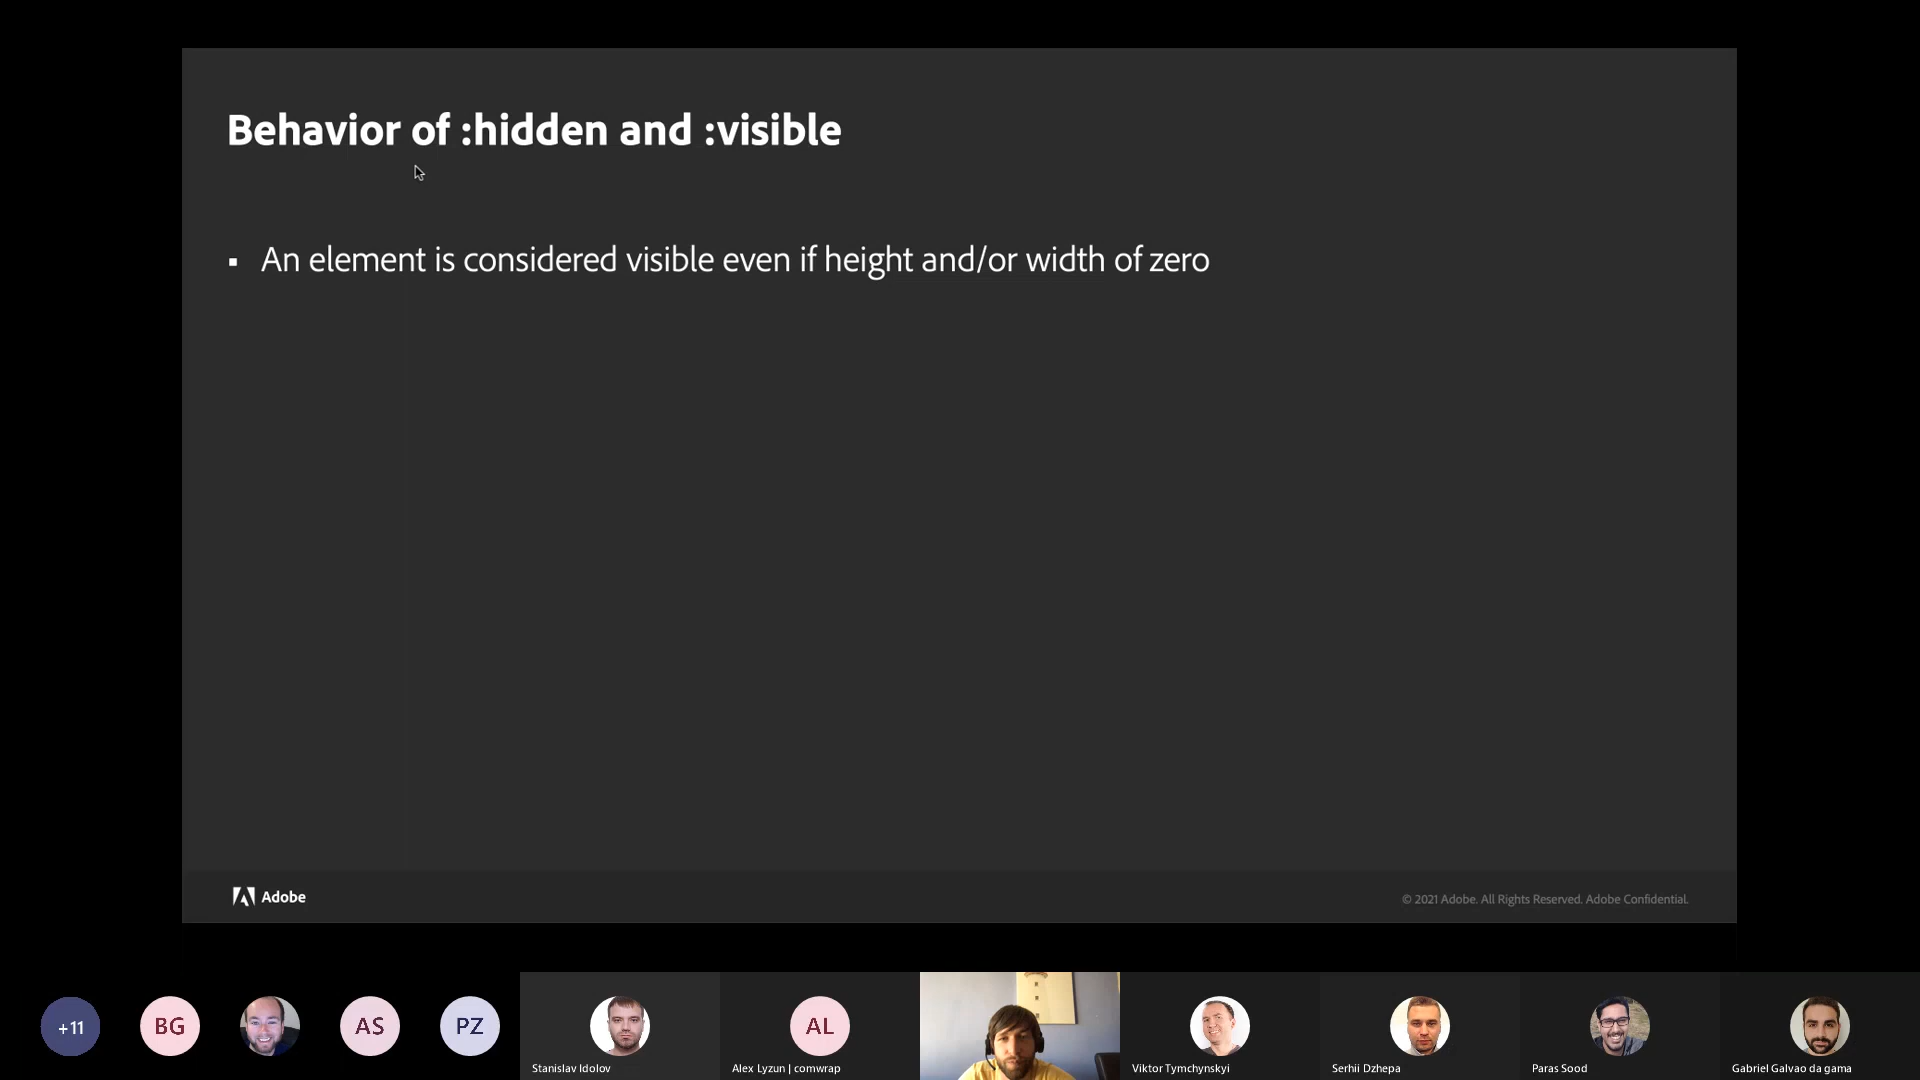 Behavior of :hidden and :visible
▪ An element is considered visible even if height and/or width of zero
Adobe
© 2021 Adobe. All Rights Reserved. Adobe Confidential.
+11
BG
AS
PZ
AL
Stanislav Idolov
Alex Lyzun | comwrap
Viktor Tymchynskyi
Serhii Dzhepa
Paras Sood
Gabriel Galvao da gama